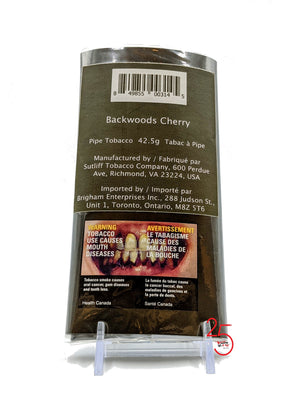 8 49855 00314 5
Backwoods Cherry
Pipe Tobacco 42.5g Tabac à Pipe
Manufactured by / Fabriqué par
Sutliff Tobacco Company, 600 Perdue
Ave, Richmond, VA 23224, USA
Imported by / Importé par
Brigham Enterprises Inc., 288 Judson St.,
Unit 1, Toronto, Ontario, M8Z 5T6
WARNING
TOBACCO
USE CAUSES
MOUTH
DISEASES
Tobacco smoke causes
oral cancer, gum diseases
and tooth loss.
Health Canada
AVERTISSEMENT
LE TABAGISME
CAUSE DES
MALADIES DE
LA BOUCHE
La fumée du tabac cause
le cancer buccal, des
maladies de gencives et
la perte de dents.
Santé Canada
25